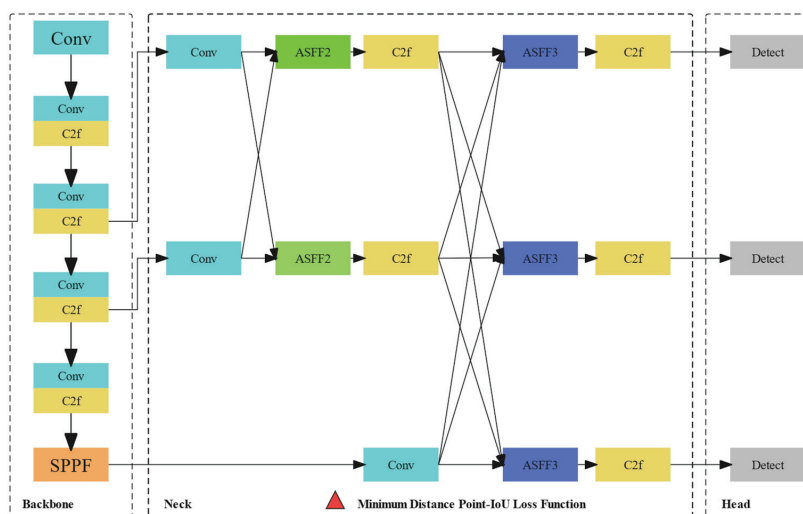 Conv
Conv
C2f
Conv
C2f
Conv
C2f
Conv
C2f
SPPF
Backbone
Conv ASFF2 C2f ASFF3 C2f
Conv ASFF2 C2f ASFF3 C2f
Conv ASFF3 C2f
Neck Minimum Distance Point-IoU Loss Function
Detect
Detect
Detect
Head